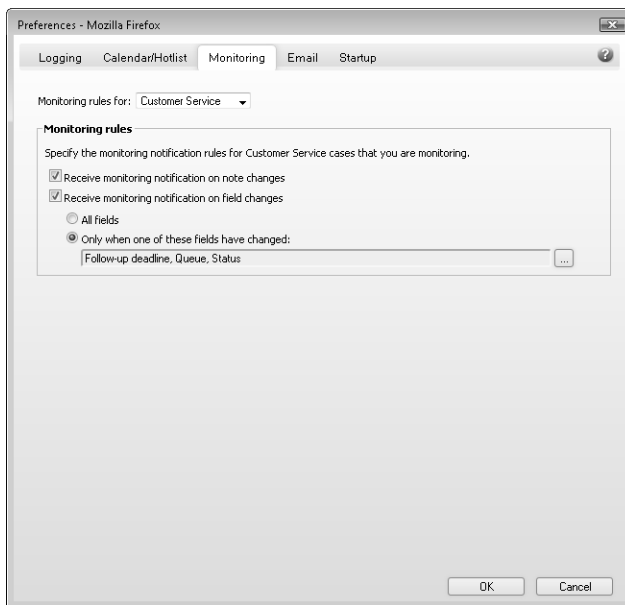 Preferences - Mozilla Firefox
Logging Calendar/Hotlist Monitoring Email Startup ?
Monitoring rules for: Customer Service
Monitoring rules
Specify the monitoring notification rules for Customer Service cases that you are monitoring.
Receive monitoring notification on note changes
Receive monitoring notification on field changes
All fields
Only when one of these fields have changed:
Follow-up deadline, Queue, Status ...
OK Cancel